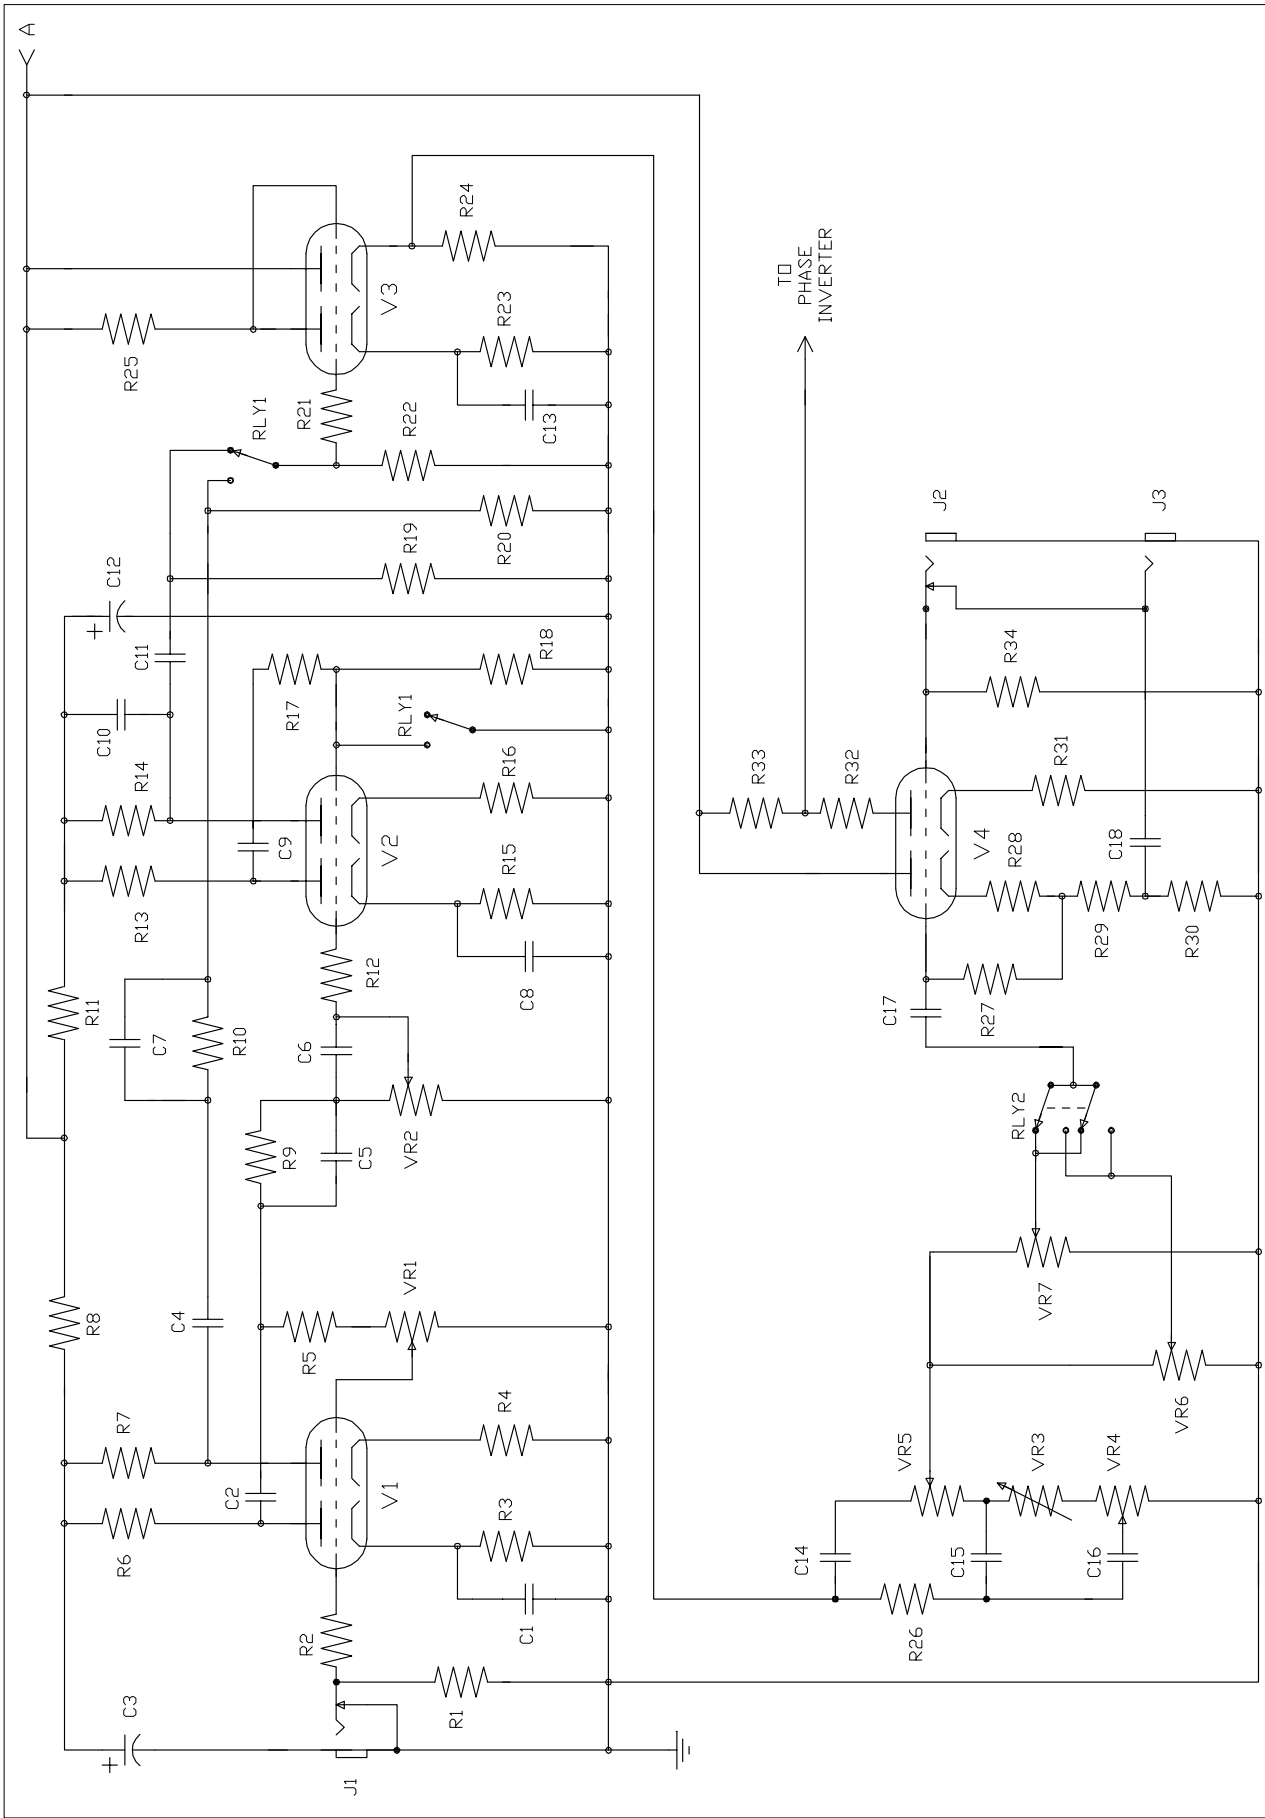 A
R8
R11
C3
R6
R7
R13
R14
C10
C12
R25
C7
C11
C4
C2
R10
RLY1
R2
R5
R9
C6
R17
R21
J1
C5
V1
V2
V3
VR1
VR2
R12
RLY1
R19
R22
R1
R24
R3
R4
R15
R16
R20
R23
C1
C8
R18
C13
R33
TO
PHASE
INVERTER
R32
C14
C17
R26
VR5
J2
C15
R27
V4
RLY2
R28
R34
VR3
VR7
R31
C16
VR4
R29
C18
J3
VR6
R30